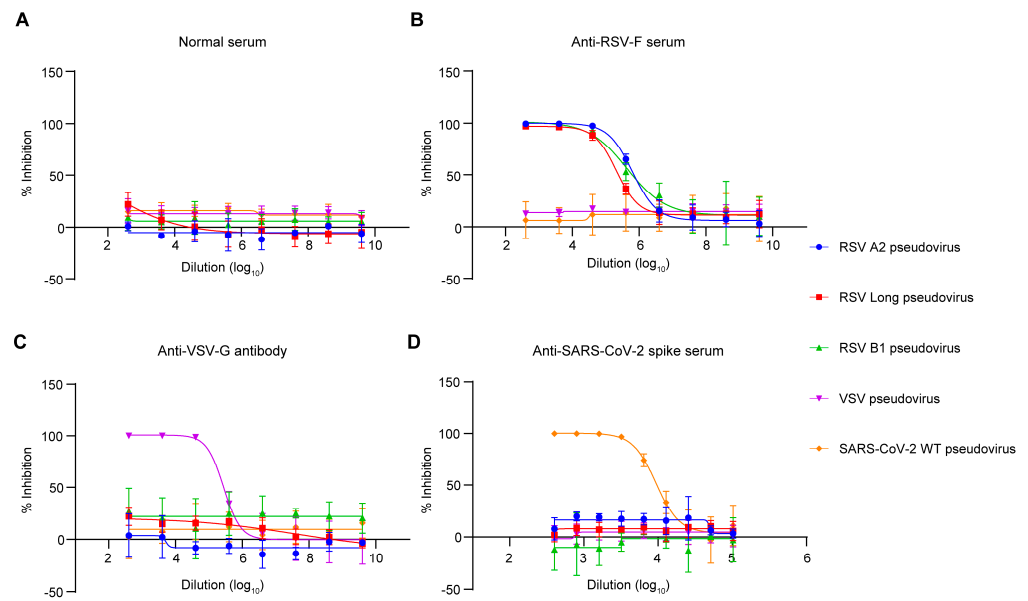 A
Normal serum
150
100
50
0
-50
% Inhibition
2
4
6
8
10
Dilution (log10)
B
Anti-RSV-F serum
150
100
50
0
-50
% Inhibition
2
4
6
8
10
Dilution (log10)
RSV A2 pseudovirus
RSV Long pseudovirus
RSV B1 pseudovirus
VSV pseudovirus
SARS-CoV-2 WT pseudovirus
C
Anti-VSV-G antibody
150
100
50
0
-50
% Inhibition
2
4
6
8
10
Dilution (log10)
D
Anti-SARS-CoV-2 spike serum
150
100
50
0
-50
% Inhibition
2
3
4
5
6
Dilution (log10)